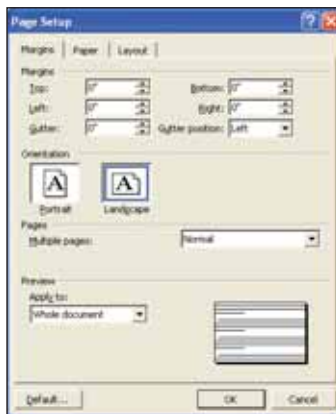 Page Setup
Margins Paper Layout
Margins
Top: 0" Bottom: 0"
Left: 0" Right: 0"
Gutter: 0" Gutter position: Left
Orientation
A A
Portrait Landscape
Pages
Multiple pages: Normal
Preview
Apply to:
Whole document
Default... OK Cancel